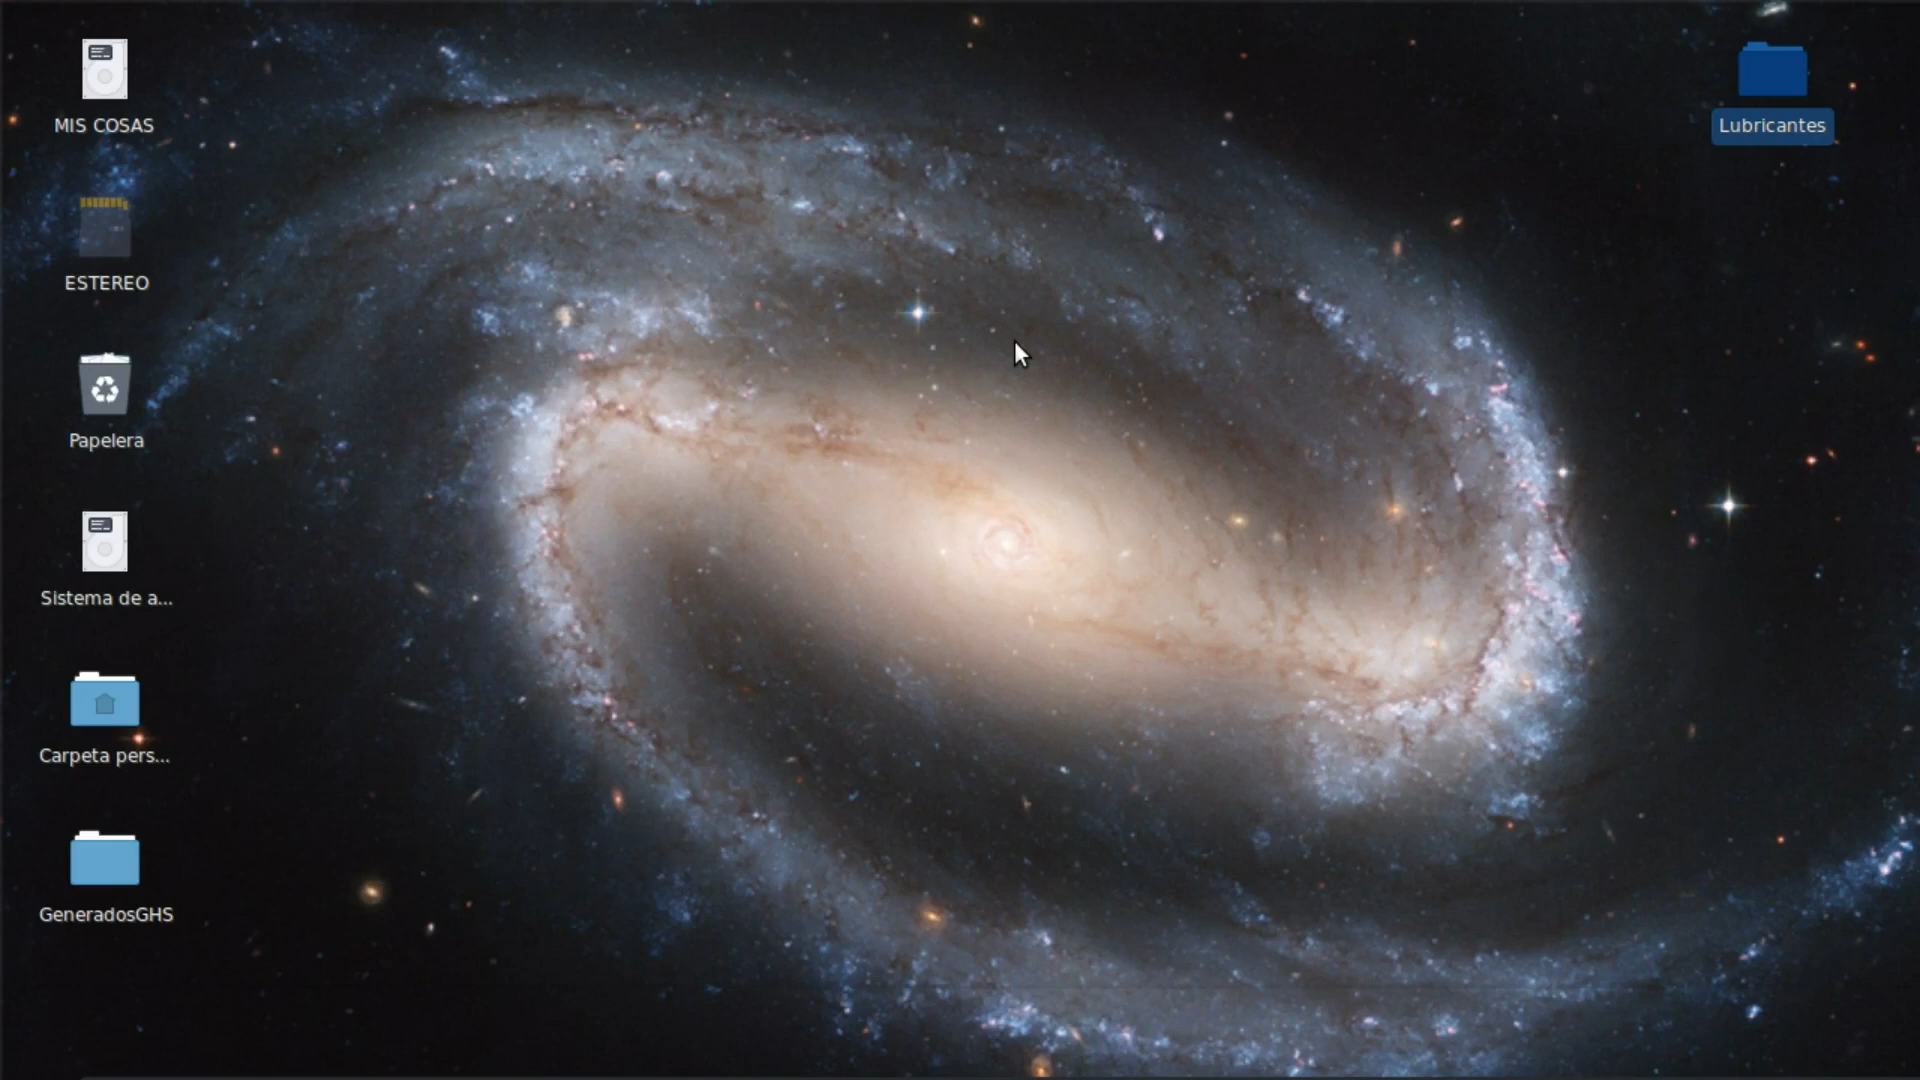 MIS COSAS
Lubricantes
ESTEREO
Papelera
Sistema de a...
Carpeta pers...
GeneradosGHS